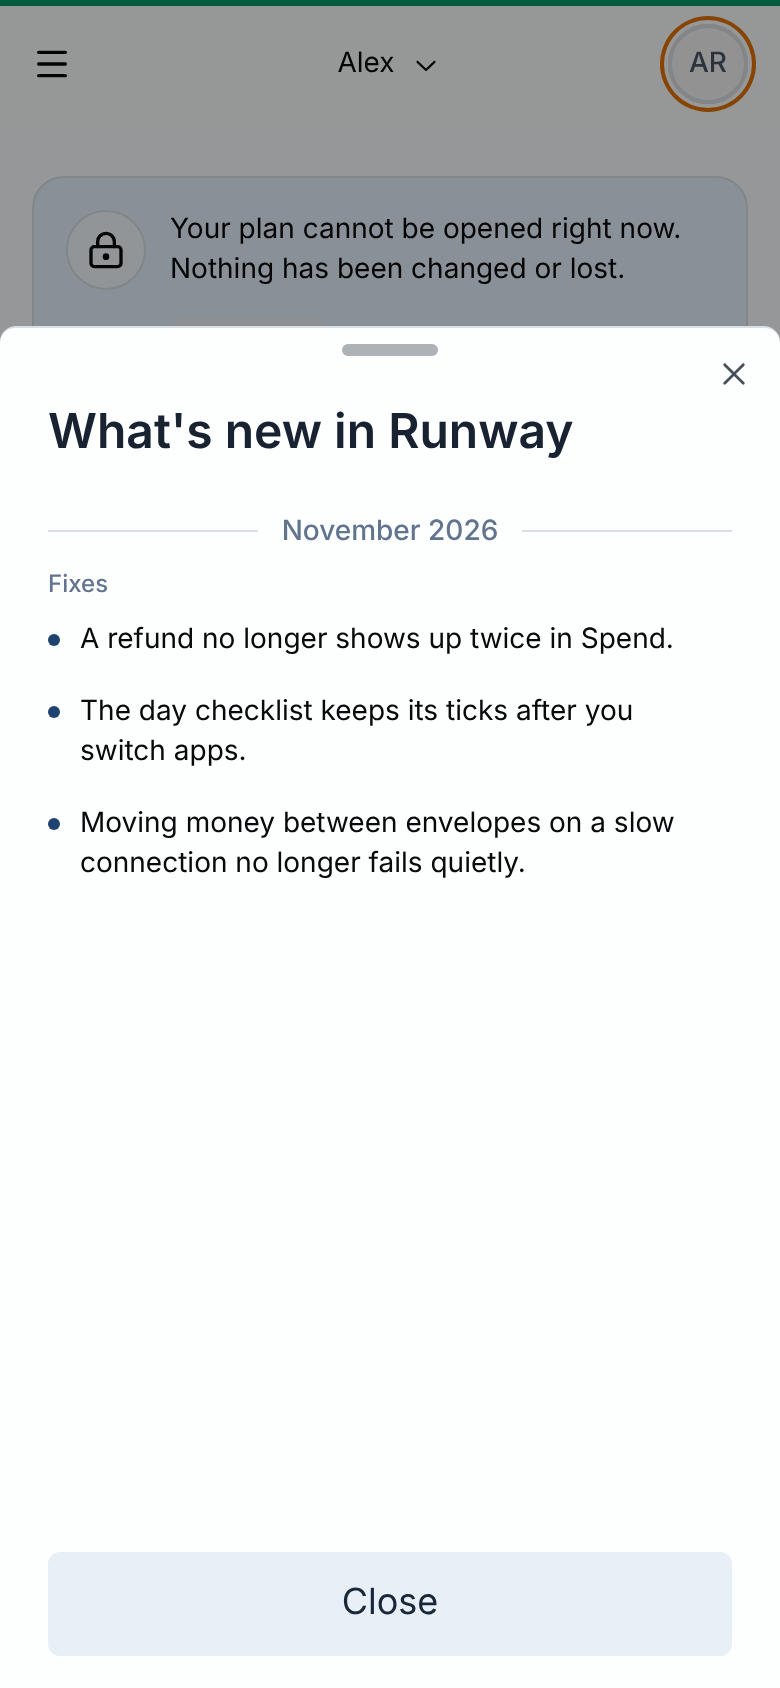 Alex
AR
Your plan cannot be opened right now.
Nothing has been changed or lost.
What's new in Runway
November 2026
Fixes
A refund no longer shows up twice in Spend.
The day checklist keeps its ticks after you
switch apps.
Moving money between envelopes on a slow
connection no longer fails quietly.
Close